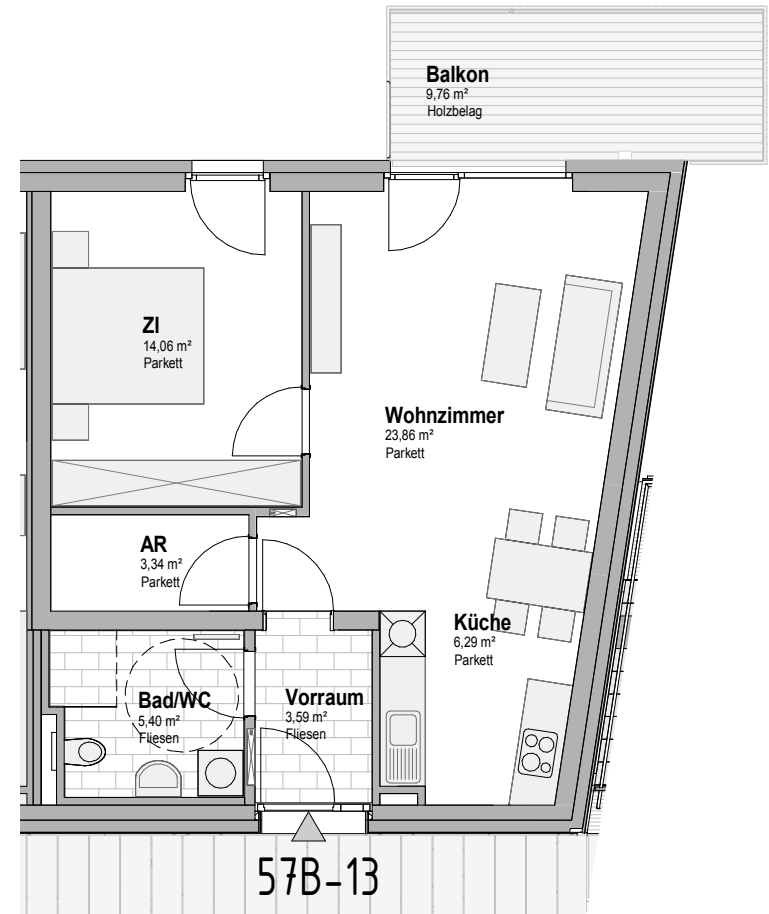 Balkon
9,76 m²
Holzbelag
ZI
14,06 m²
Parkett
Wohnzimmer
23,86 m²
Parkett
AR
3,34 m²
Parkett
Küche
6,29 m²
Parkett
Bad/WC
5,40 m²
Fliesen
Vorraum
3,59 m²
Fliesen
57B-13